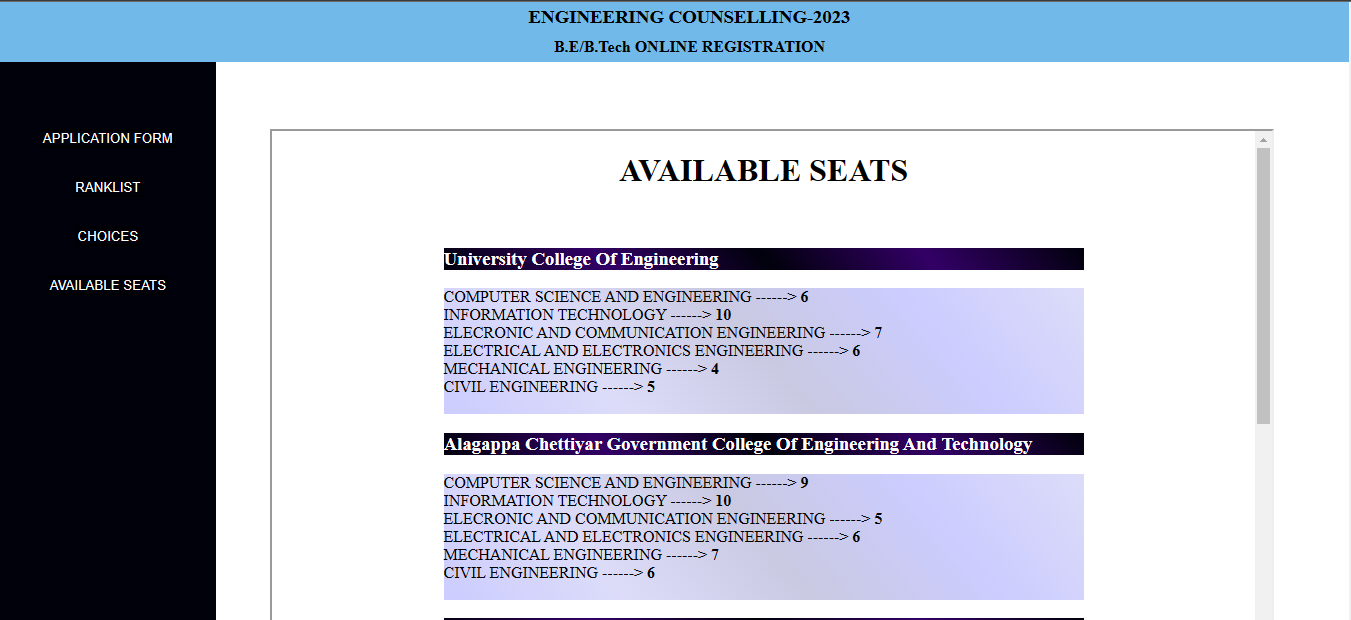 ENGINEERING COUNSELLING-2023
B.E/B.Tech ONLINE REGISTRATION
APPLICATION FORM
RANKLIST
CHOICES
AVAILABLE SEATS
AVAILABLE SEATS
University College Of Engineering
COMPUTER SCIENCE AND ENGINEERING ------> 6
INFORMATION TECHNOLOGY ------> 10
ELECRONIC AND COMMUNICATION ENGINEERING ------> 7
ELECTRICAL AND ELECTRONICS ENGINEERING ------> 6
MECHANICAL ENGINEERING ------> 4
CIVIL ENGINEERING ------> 5
Alagappa Chettiyar Government College Of Engineering And Technology
COMPUTER SCIENCE AND ENGINEERING ------> 9
INFORMATION TECHNOLOGY ------> 10
ELECRONIC AND COMMUNICATION ENGINEERING ------> 5
ELECTRICAL AND ELECTRONICS ENGINEERING ------> 6
MECHANICAL ENGINEERING ------> 7
CIVIL ENGINEERING ------> 6